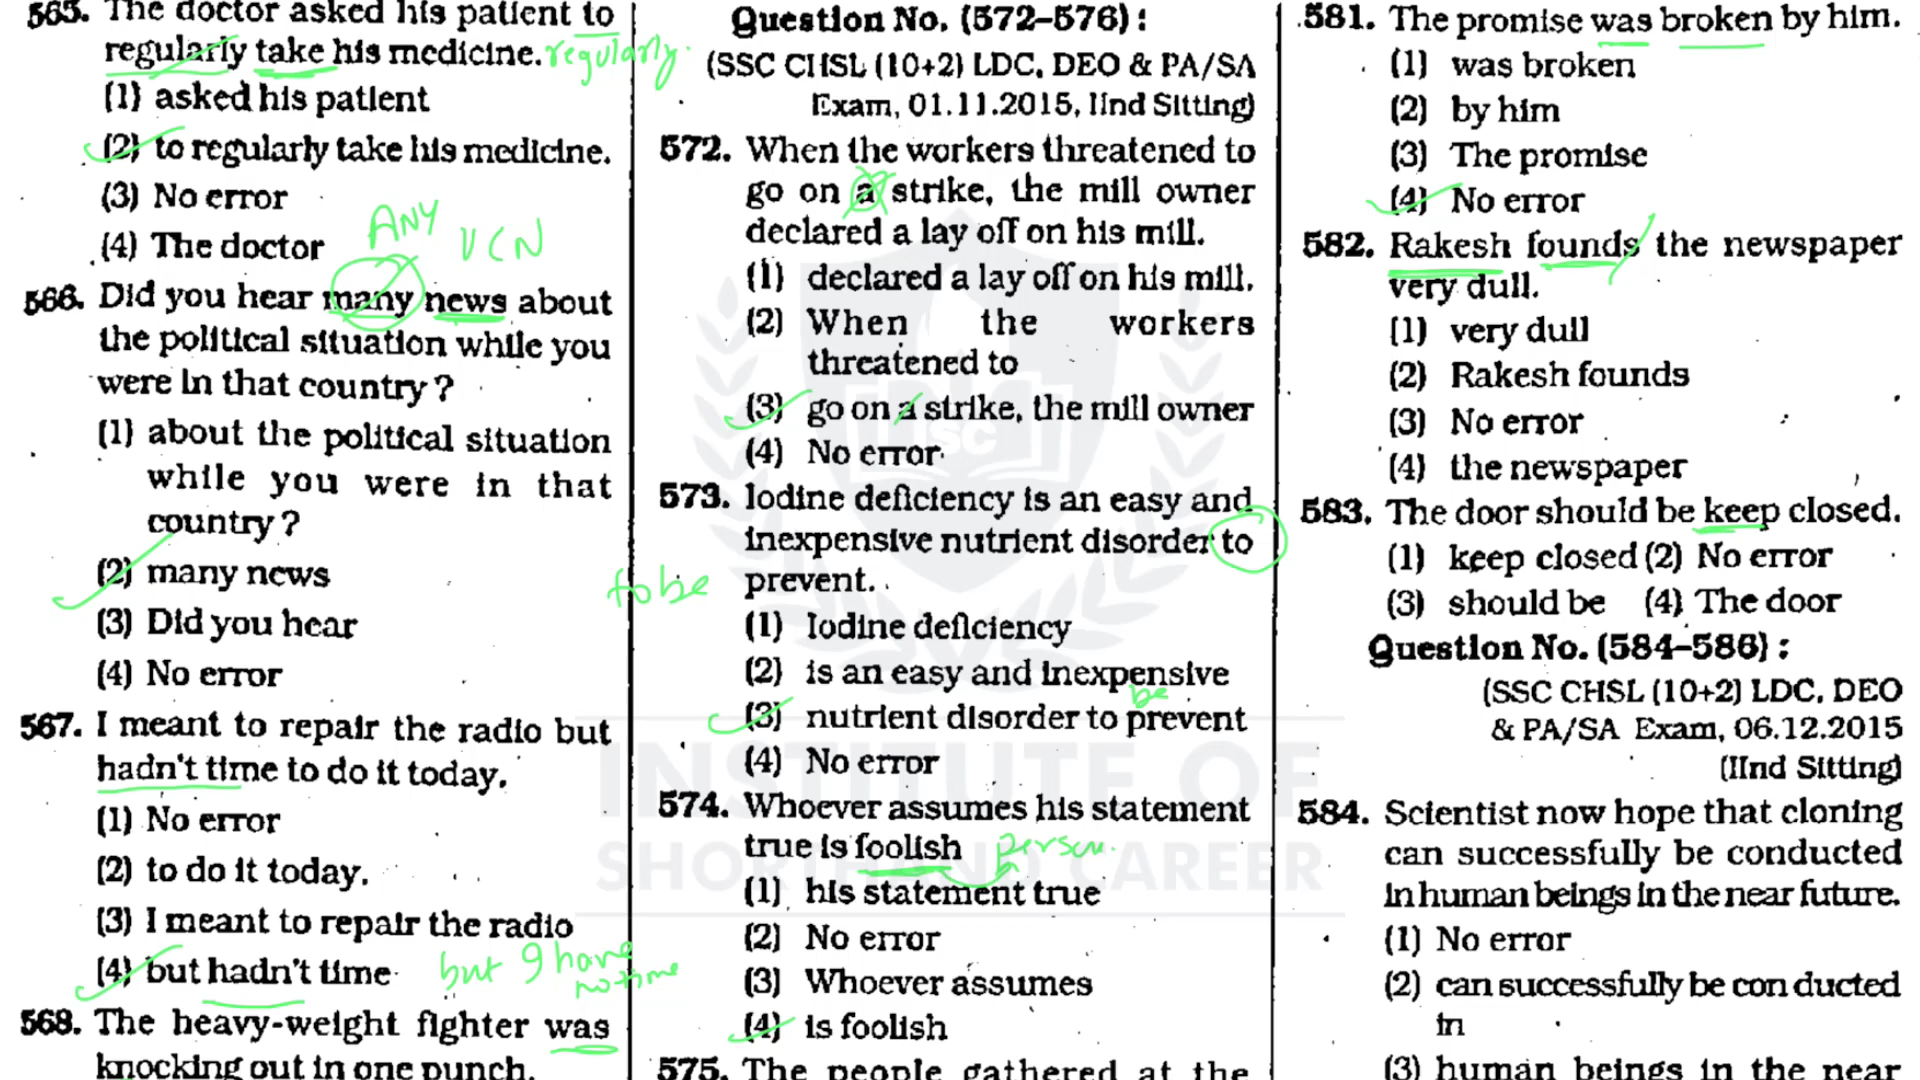 565. The doctor asked his patient to
regularly take his medicine. regularly.
(1) asked his patient
(2) to regularly take his medicine.
(3) No error
(4) The doctor
ANY UCN
566. Did you hear many news about
the political situation while you
were in that country?
(1) about the political situation
while you were in that
country?
(2) many news
(3) Did you hear
(4) No error
567. I meant to repair the radio but
hadn't time to do it today.
(1) No error
(2) to do it today.
(3) I meant to repair the radio
(4) but hadn't time but I have
no time
568. The heavy-weight fighter was
knocking out in one punch.
Question No. (572–576) :
(SSC CHSL (10+2) LDC, DEO & PA/SA
Exam, 01.11.2015, IInd Sitting)
572. When the workers threatened to
go on a strike, the mill owner
declared a lay off on his mill.
(1) declared a lay off on his mill.
(2) When the workers
threatened to
(3) go on a strike, the mill owner
(4) No error
573. Iodine deficiency is an easy and
inexpensive nutrient disorder to
to be prevent.
(1) Iodine deficiency
(2) is an easy and inexpensive
be
(3) nutrient disorder to prevent
(4) No error
574. Whoever assumes his statement
true is foolish person.
(1) his statement true
(2) No error
(3) Whoever assumes
(4) is foolish
575. The people gathered at the
INSTITUTE OF
SHORTHAND CAREER
ISC
581. The promise was broken by him.
(1) was broken
(2) by him
(3) The promise
(4) No error
582. Rakesh founds the newspaper
very dull.
(1) very dull
(2) Rakesh founds
(3) No error
(4) the newspaper
583. The door should be keep closed.
(1) keep closed (2) No error
(3) should be (4) The door
Question No. (584–586) :
(SSC CHSL (10+2) LDC, DEO
& PA/SA Exam, 06.12.2015
(IInd Sitting)
584. Scientist now hope that cloning
can successfully be conducted
in human beings in the near future.
(1) No error
(2) can successfully be con ducted
in
(3) human beings in the near